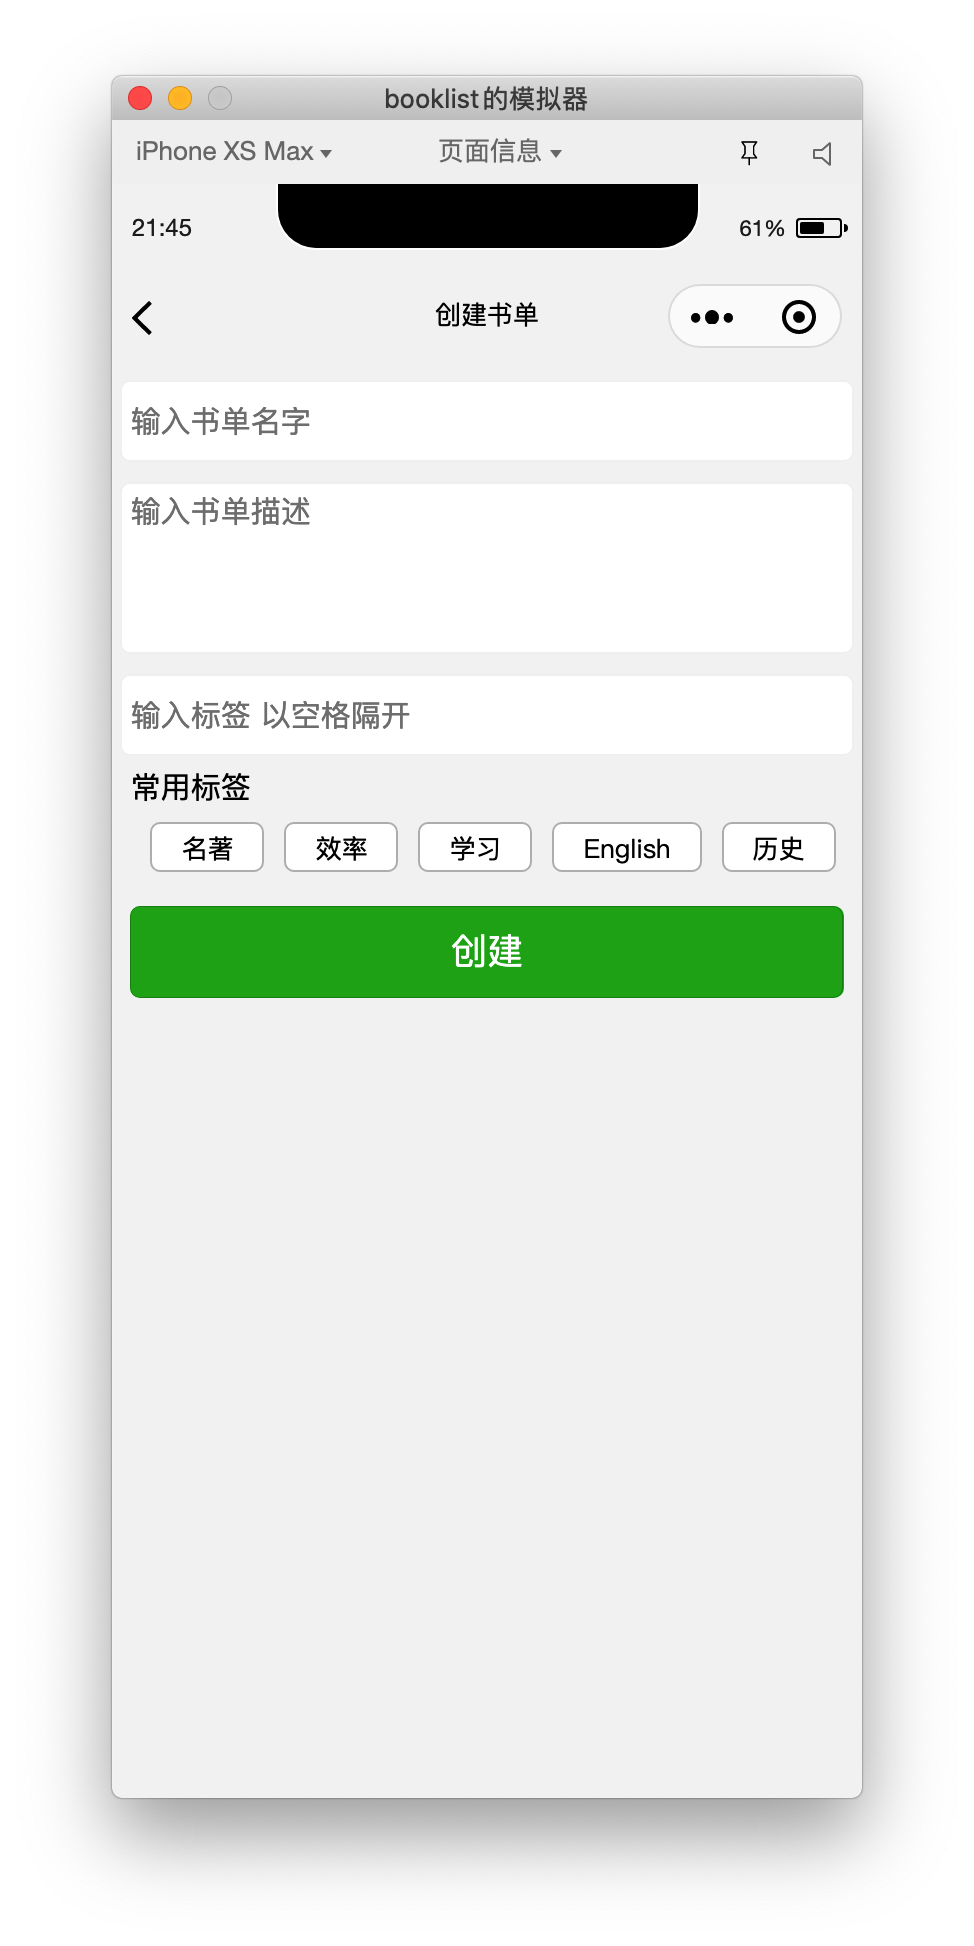 booklist的模拟器
iPhone XS Max 页面信息
21:45 61%
创建书单
输入书单名字
输入书单描述
输入标签 以空格隔开
常用标签
名著 效率 学习 English 历史
创建